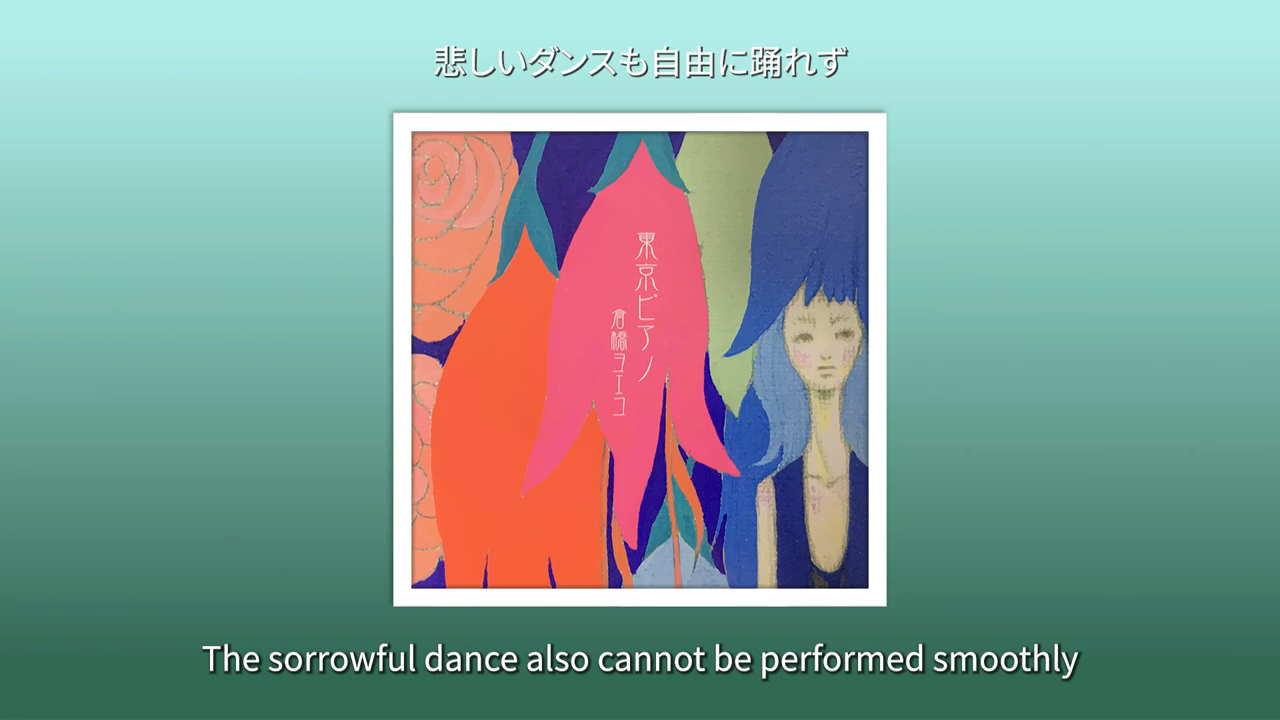 悲しいダンスも自由に踊れず
東京ピアノ
倉橋ヨエコ
The sorrowful dance also cannot be performed smoothly